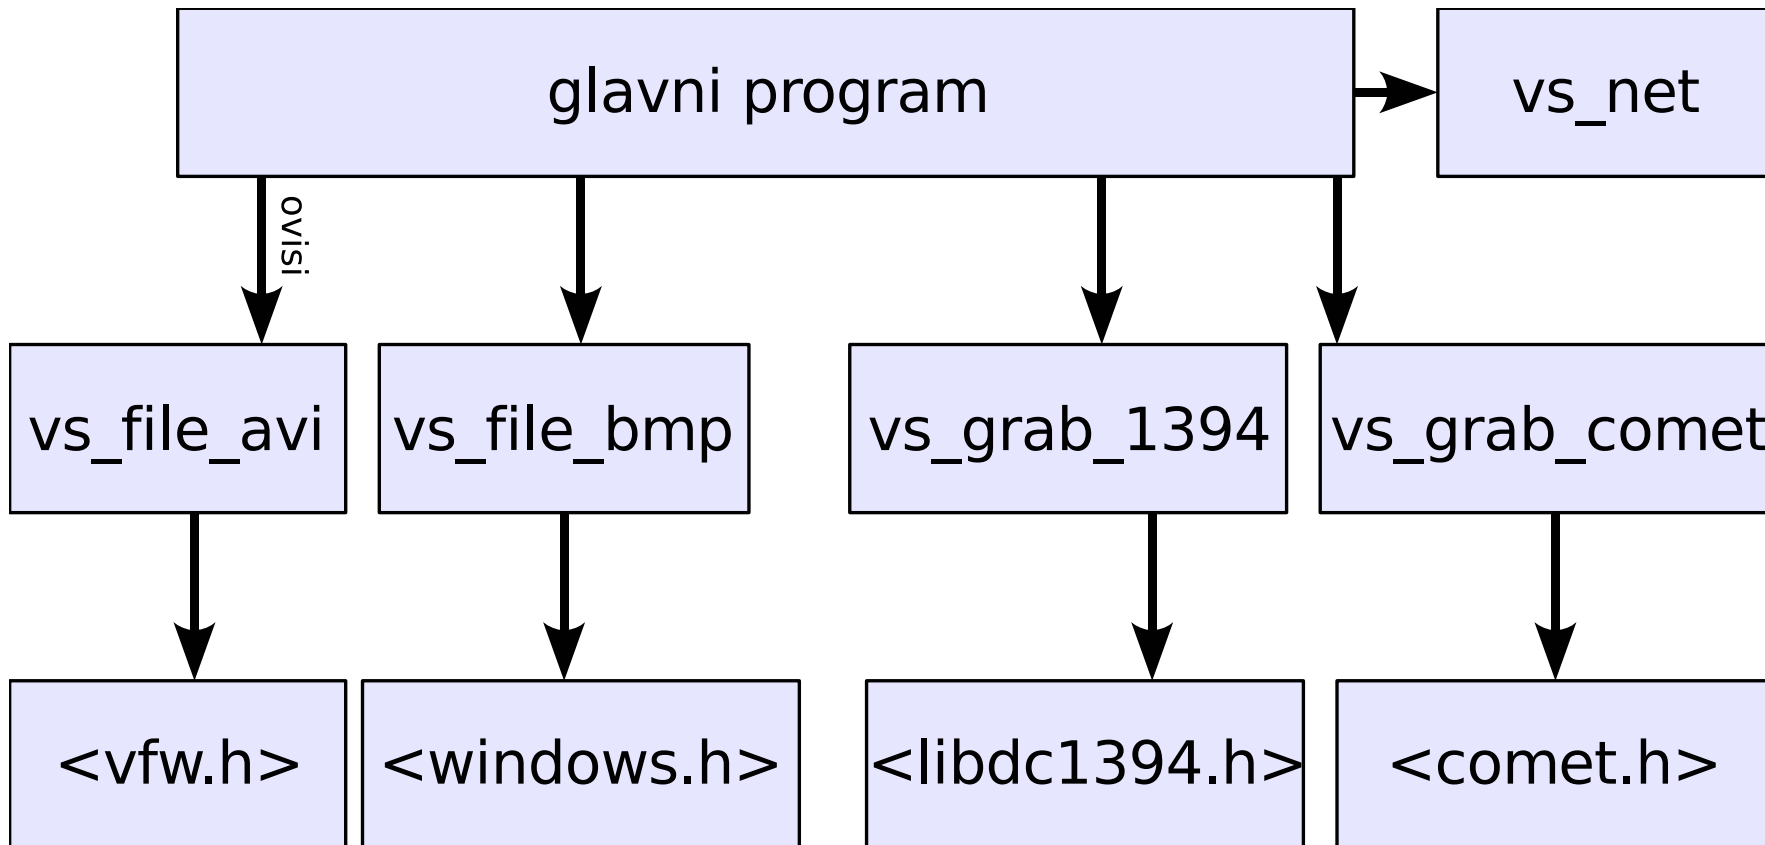 glavni program
vs_net
ovisi
vs_file_avi
vs_file_bmp
vs_grab_1394
vs_grab_comet
<vfw.h>
<windows.h>
<libdc1394.h>
<comet.h>